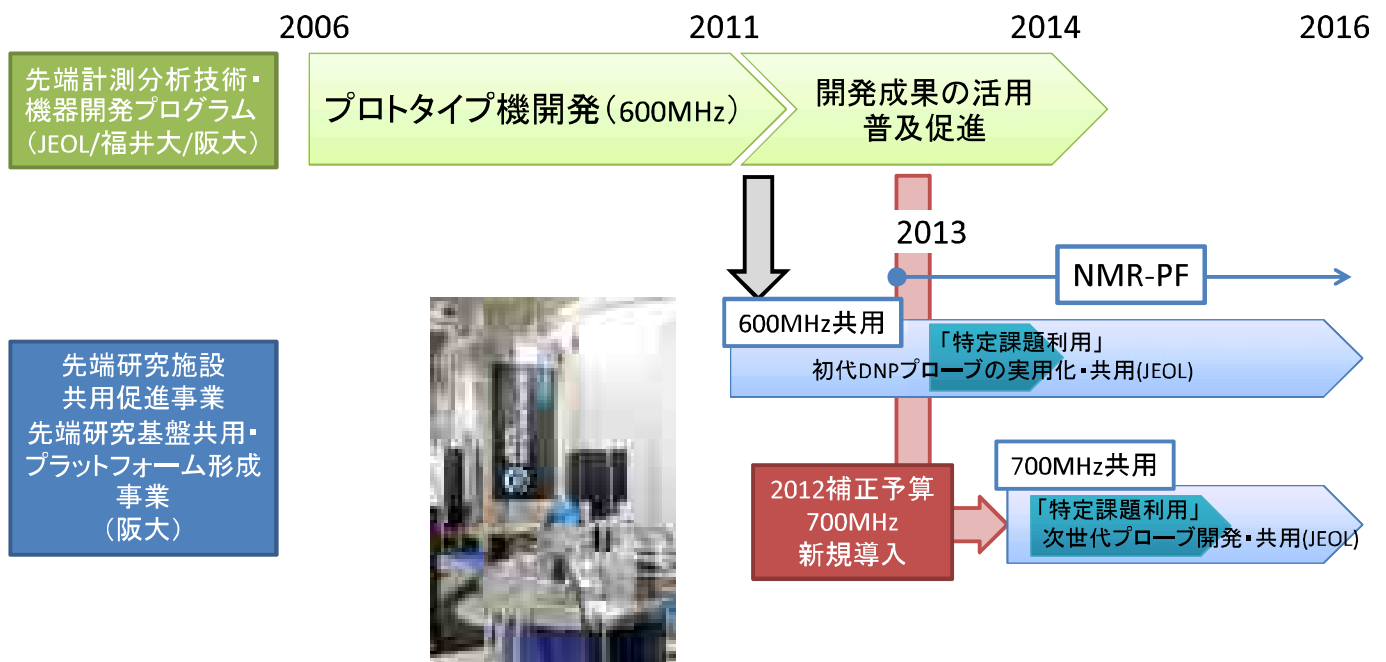 2006
2011
2014
2016
先端計測分析技術・
機器開発プログラム
（JEOL/福井大/阪大）
プロトタイプ機開発（600MHz）
開発成果の活用
普及促進
2013
NMR-PF
600MHz共用
「特定課題利用」
初代DNPプローブの実用化・共用(JEOL)
先端研究施設
共用促進事業
先端研究基盤共用・
プラットフォーム形成
事業
（阪大）
2012補正予算
700MHz
新規導入
700MHz共用
「特定課題利用」
次世代プローブ開発・共用(JEOL)